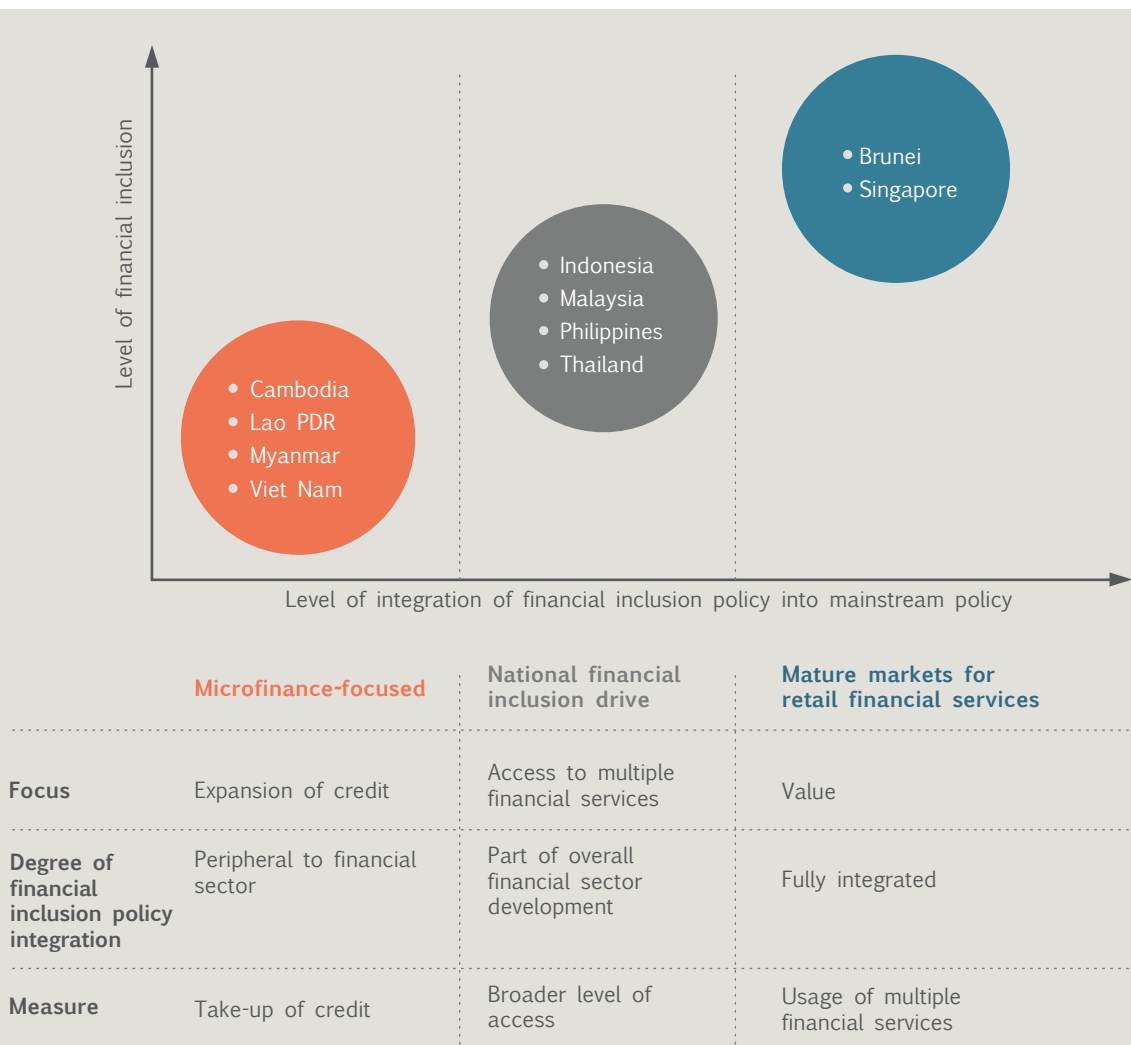 Level of financial inclusion
• Brunei
• Singapore
• Indonesia
• Malaysia
• Philippines
• Thailand
• Cambodia
• Lao PDR
• Myanmar
• Viet Nam
Level of integration of financial inclusion policy into mainstream policy
Microfinance-focused
National financial
inclusion drive
Mature markets for
retail financial services
Focus
Expansion of credit
Access to multiple
financial services
Value
Degree of
financial
inclusion policy
integration
Peripheral to financial
sector
Part of overall
financial sector
development
Fully integrated
Measure
Take-up of credit
Broader level of
access
Usage of multiple
financial services